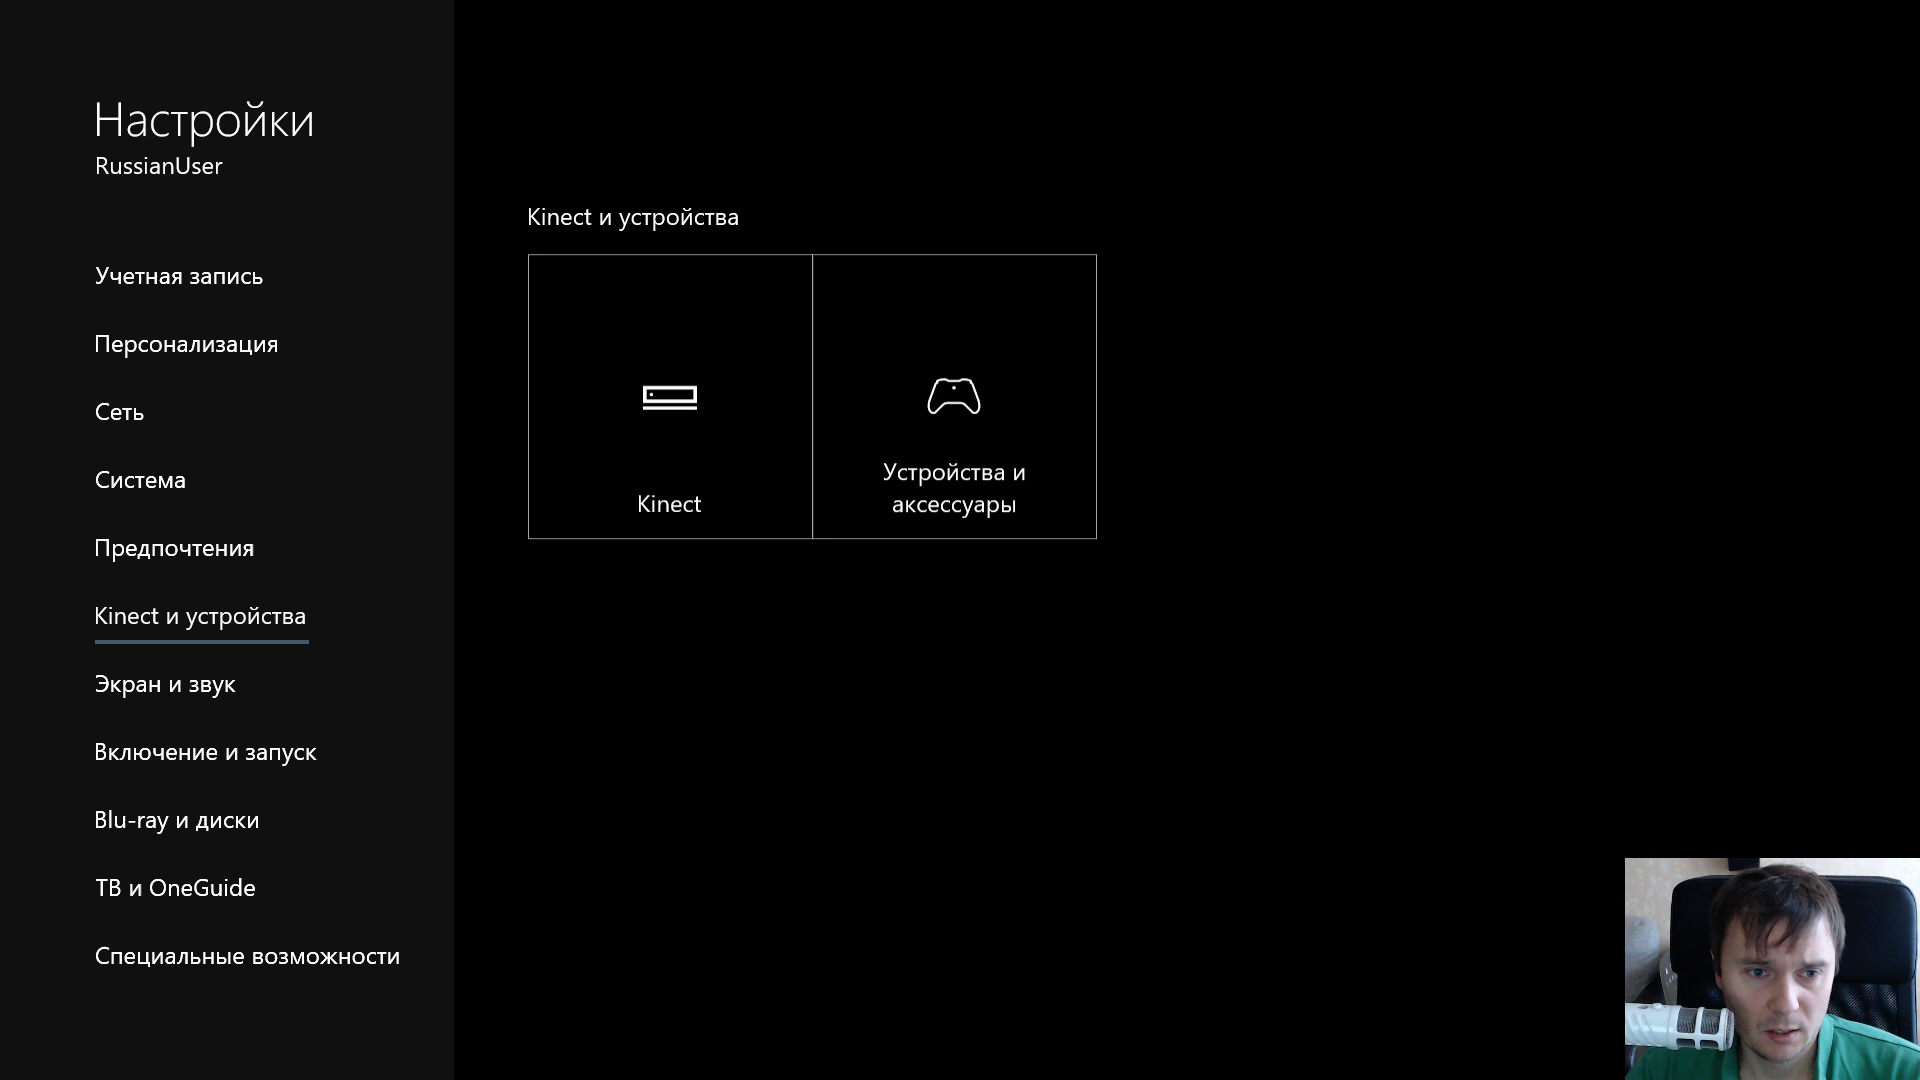 Настройки
RussianUser
Учетная запись
Персонализация
Сеть
Система
Предпочтения
Kinect и устройства
Экран и звук
Включение и запуск
Blu-ray и диски
ТВ и OneGuide
Специальные возможности
Kinect и устройства
Kinect
Устройства и
аксессуары